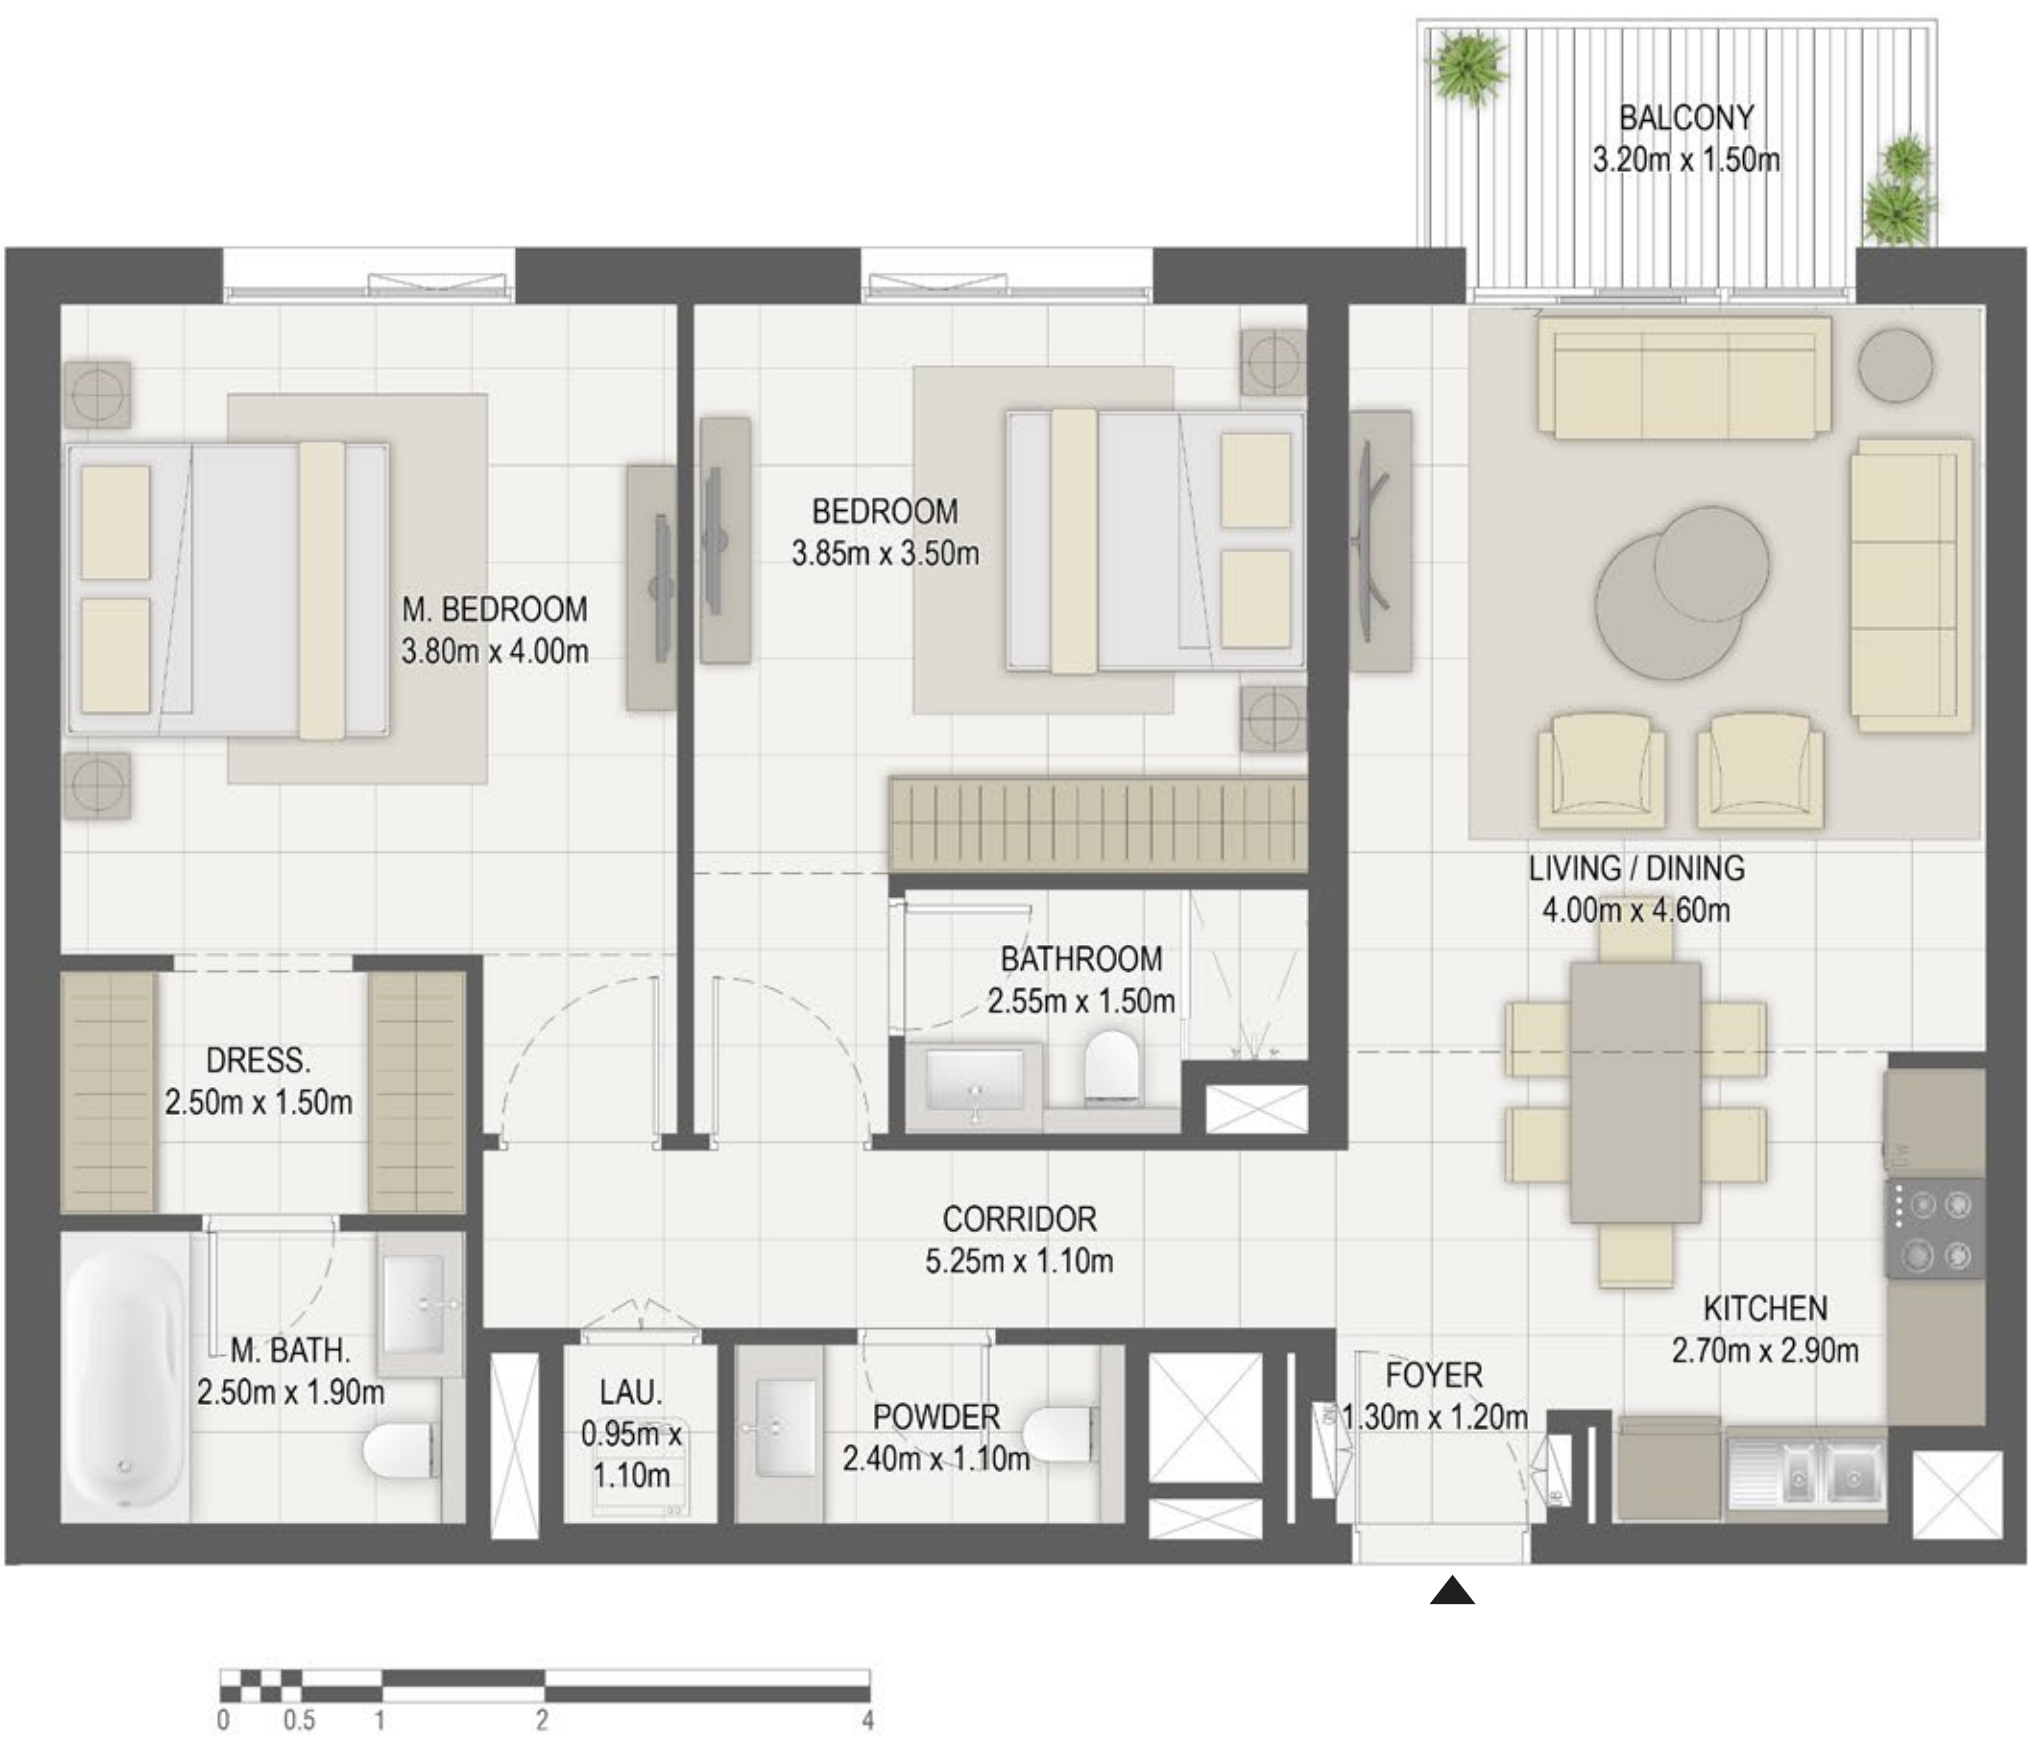 BALCONY
3.20m x 1.50m
BEDROOM
3.85m x 3.50m
M. BEDROOM
3.80m x 4.00m
LIVING / DINING
4.00m x 4.60m
BATHROOM
2.55m x 1.50m
DRESS.
2.50m x 1.50m
CORRIDOR
5.25m x 1.10m
KITCHEN
2.70m x 2.90m
M. BATH.
2.50m x 1.90m
LAU.
0.95m x
1.10m
POWDER
2.40m x 1.10m
FOYER
1.30m x 1.20m
DB
0 0.5 1 2 4